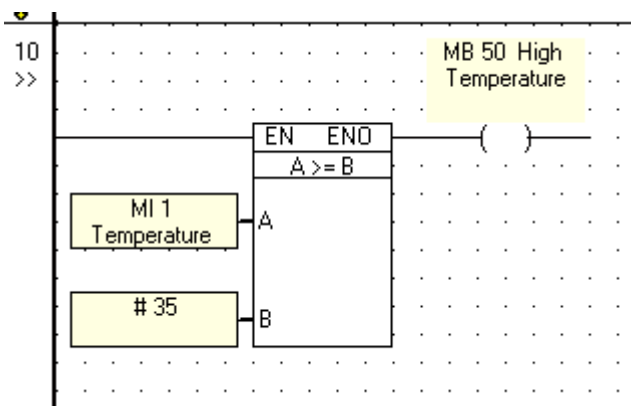 10
>>
MB 50 High
Temperature
EN ENO
A >= B
MI 1
Temperature
A
# 35
B